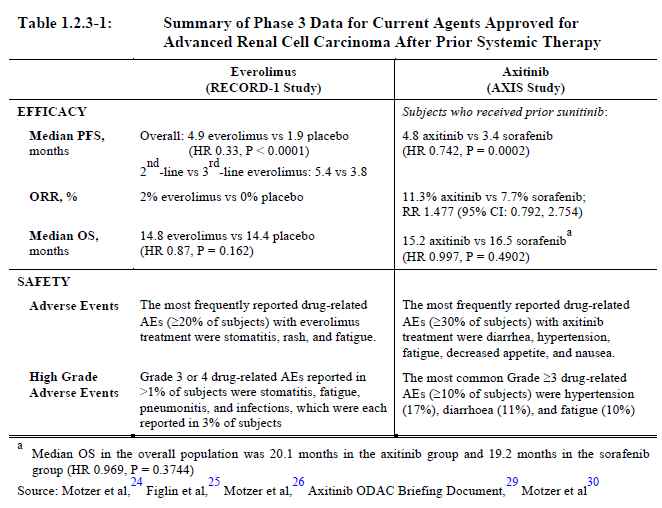 Table 1.2.3-1: Summary of Phase 3 Data for Current Agents Approved for
Advanced Renal Cell Carcinoma After Prior Systemic Therapy
Everolimus
(RECORD-1 Study)
Axitinib
(AXIS Study)
EFFICACY
Subjects who received prior sunitinib:
Median PFS,
months
Overall: 4.9 everolimus vs 1.9 placebo
(HR 0.33, P < 0.0001)
2nd-line vs 3rd-line everolimus: 5.4 vs 3.8
4.8 axitinib vs 3.4 sorafenib
(HR 0.742, P = 0.0002)
ORR, %
2% everolimus vs 0% placebo
11.3% axitinib vs 7.7% sorafenib;
RR 1.477 (95% CI: 0.792, 2.754)
Median OS,
months
14.8 everolimus vs 14.4 placebo
(HR 0.87, P = 0.162)
15.2 axitinib vs 16.5 sorafenib a
(HR 0.997, P = 0.4902)
SAFETY
Adverse Events
The most frequently reported drug-related
AEs (≥20% of subjects) with everolimus
treatment were stomatitis, rash, and fatigue.
The most frequently reported drug-related
AEs (≥30% of subjects) with axitinib
treatment were diarrhea, hypertension,
fatigue, decreased appetite, and nausea.
High Grade
Adverse Events
Grade 3 or 4 drug-related AEs reported in
>1% of subjects were stomatitis, fatigue,
pneumonitis, and infections, which were each
reported in 3% of subjects
The most common Grade ≥3 drug-related
AEs (≥10% of subjects) were hypertension
(17%), diarrhoea (11%), and fatigue (10%)
a Median OS in the overall population was 20.1 months in the axitinib group and 19.2 months in the sorafenib
group (HR 0.969, P = 0.3744)
Source: Motzer et al,24 Figlin et al,25 Motzer et al,26 Axitinib ODAC Briefing Document,29 Motzer et al30